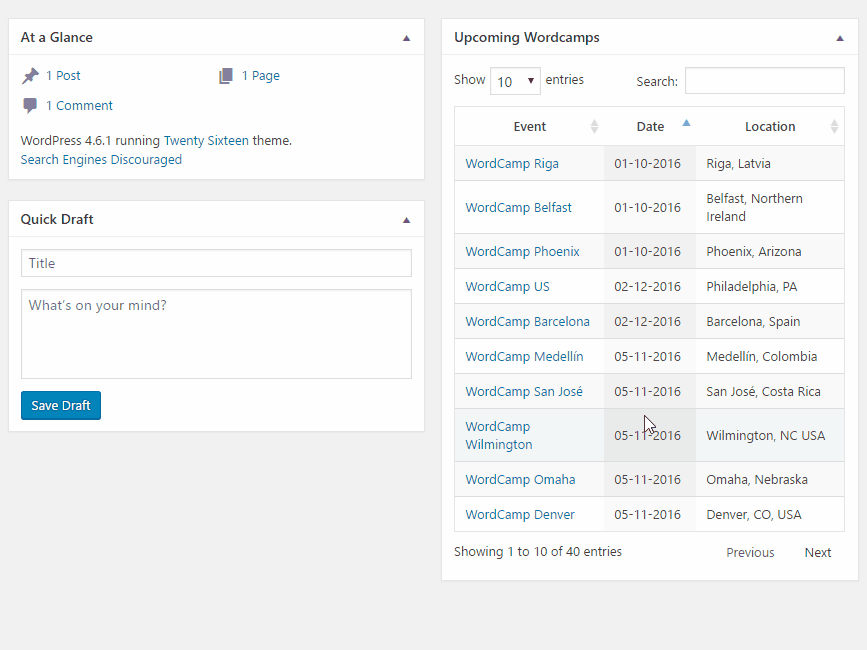 At a Glance
1 Post
1 Page
1 Comment
WordPress 4.6.1 running Twenty Sixteen theme.
Search Engines Discouraged
Quick Draft
Title
What's on your mind?
Save Draft
Upcoming Wordcamps
Show 10 entries Search:
Event Date Location
WordCamp Riga 01-10-2016 Riga, Latvia
WordCamp Belfast 01-10-2016 Belfast, Northern
Ireland
WordCamp Phoenix 01-10-2016 Phoenix, Arizona
WordCamp US 02-12-2016 Philadelphia, PA
WordCamp Barcelona 02-12-2016 Barcelona, Spain
WordCamp Medellín 05-11-2016 Medellín, Colombia
WordCamp San José 05-11-2016 San José, Costa Rica
WordCamp
Wilmington 05-11-2016 Wilmington, NC USA
WordCamp Omaha 05-11-2016 Omaha, Nebraska
WordCamp Denver 05-11-2016 Denver, CO, USA
Showing 1 to 10 of 40 entries Previous Next